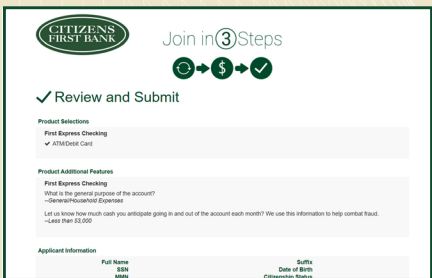 CITIZENS
FIRST BANK
Join in 3 Steps
$
Review and Submit
Product Selections
First Express Checking
ATM/Debit Card
Product Additional Features
First Express Checking
What is the general purpose of the account?
--General/Household Expenses
Let us know how much cash you anticipate going in and out of the account each month? We use this information to help combat fraud.
--Less than $3,000
Applicant Information
Full Name Suffix
SSN Date of Birth
MMN Citizenship Status